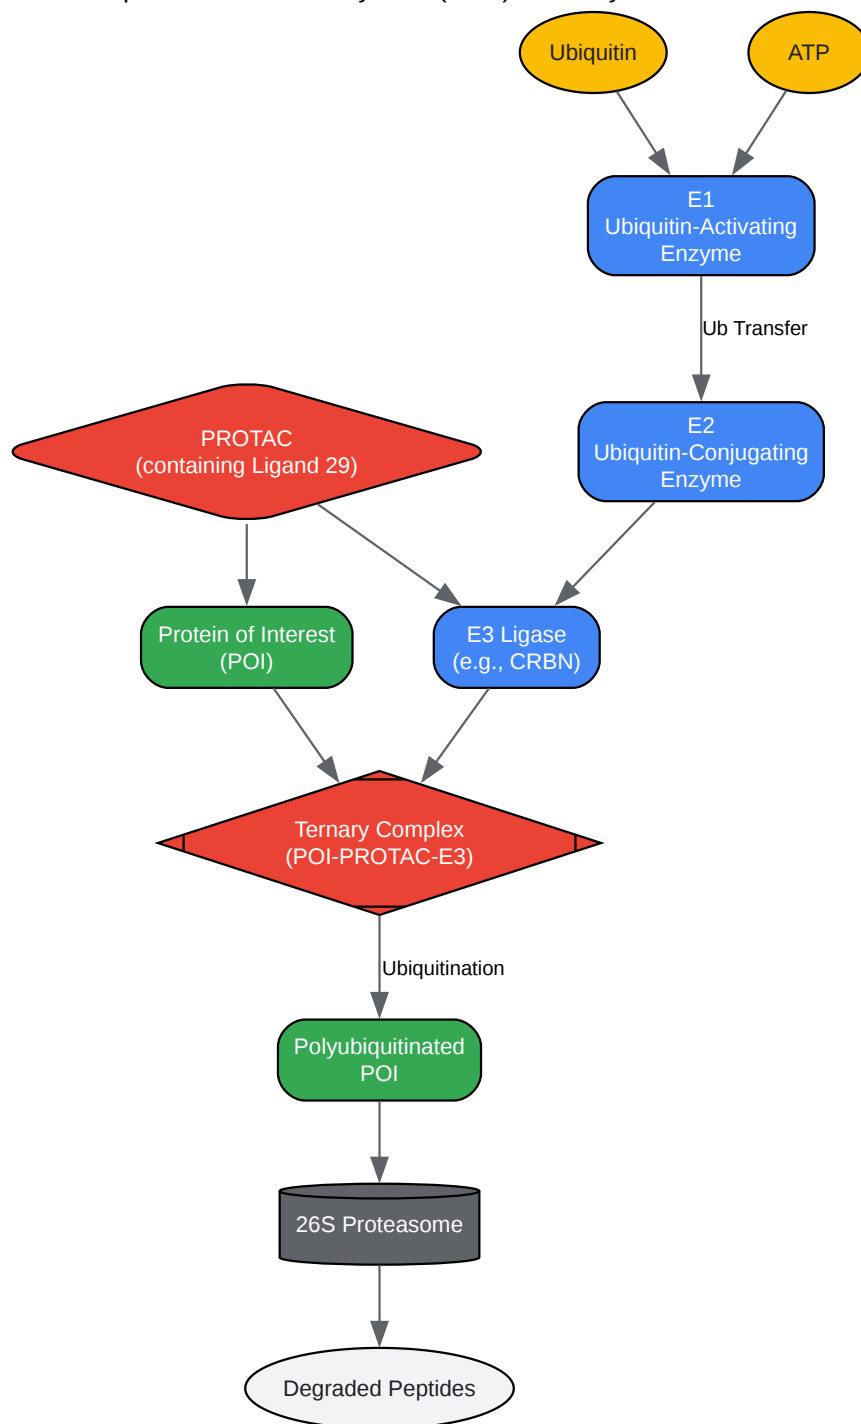 Ubiquitin
ATP
E1
Ubiquitin-Activating
Enzyme
Ub Transfer
PROTAC
(containing Ligand 29)
E2
Ubiquitin-Conjugating
Enzyme
Protein of Interest
(POI)
E3 Ligase
(e.g., CRBN)
Ternary Complex
(POI-PROTAC-E3)
Ubiquitination
Polyubiquitinated
POI
26S Proteasome
Degraded Peptides